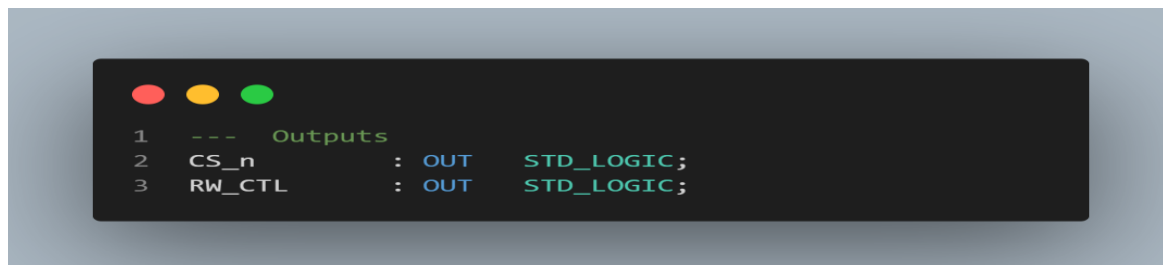 1 --- Outputs
2 CS_n : OUT STD_LOGIC;
3 RW_CTL : OUT STD_LOGIC;